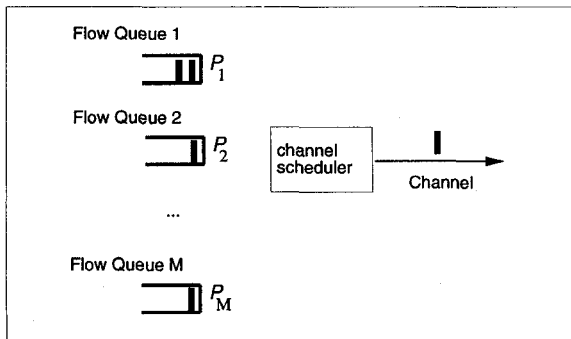 Flow Queue 1
P1
Flow Queue 2
P2
channel
scheduler
Channel
...
Flow Queue M
PM